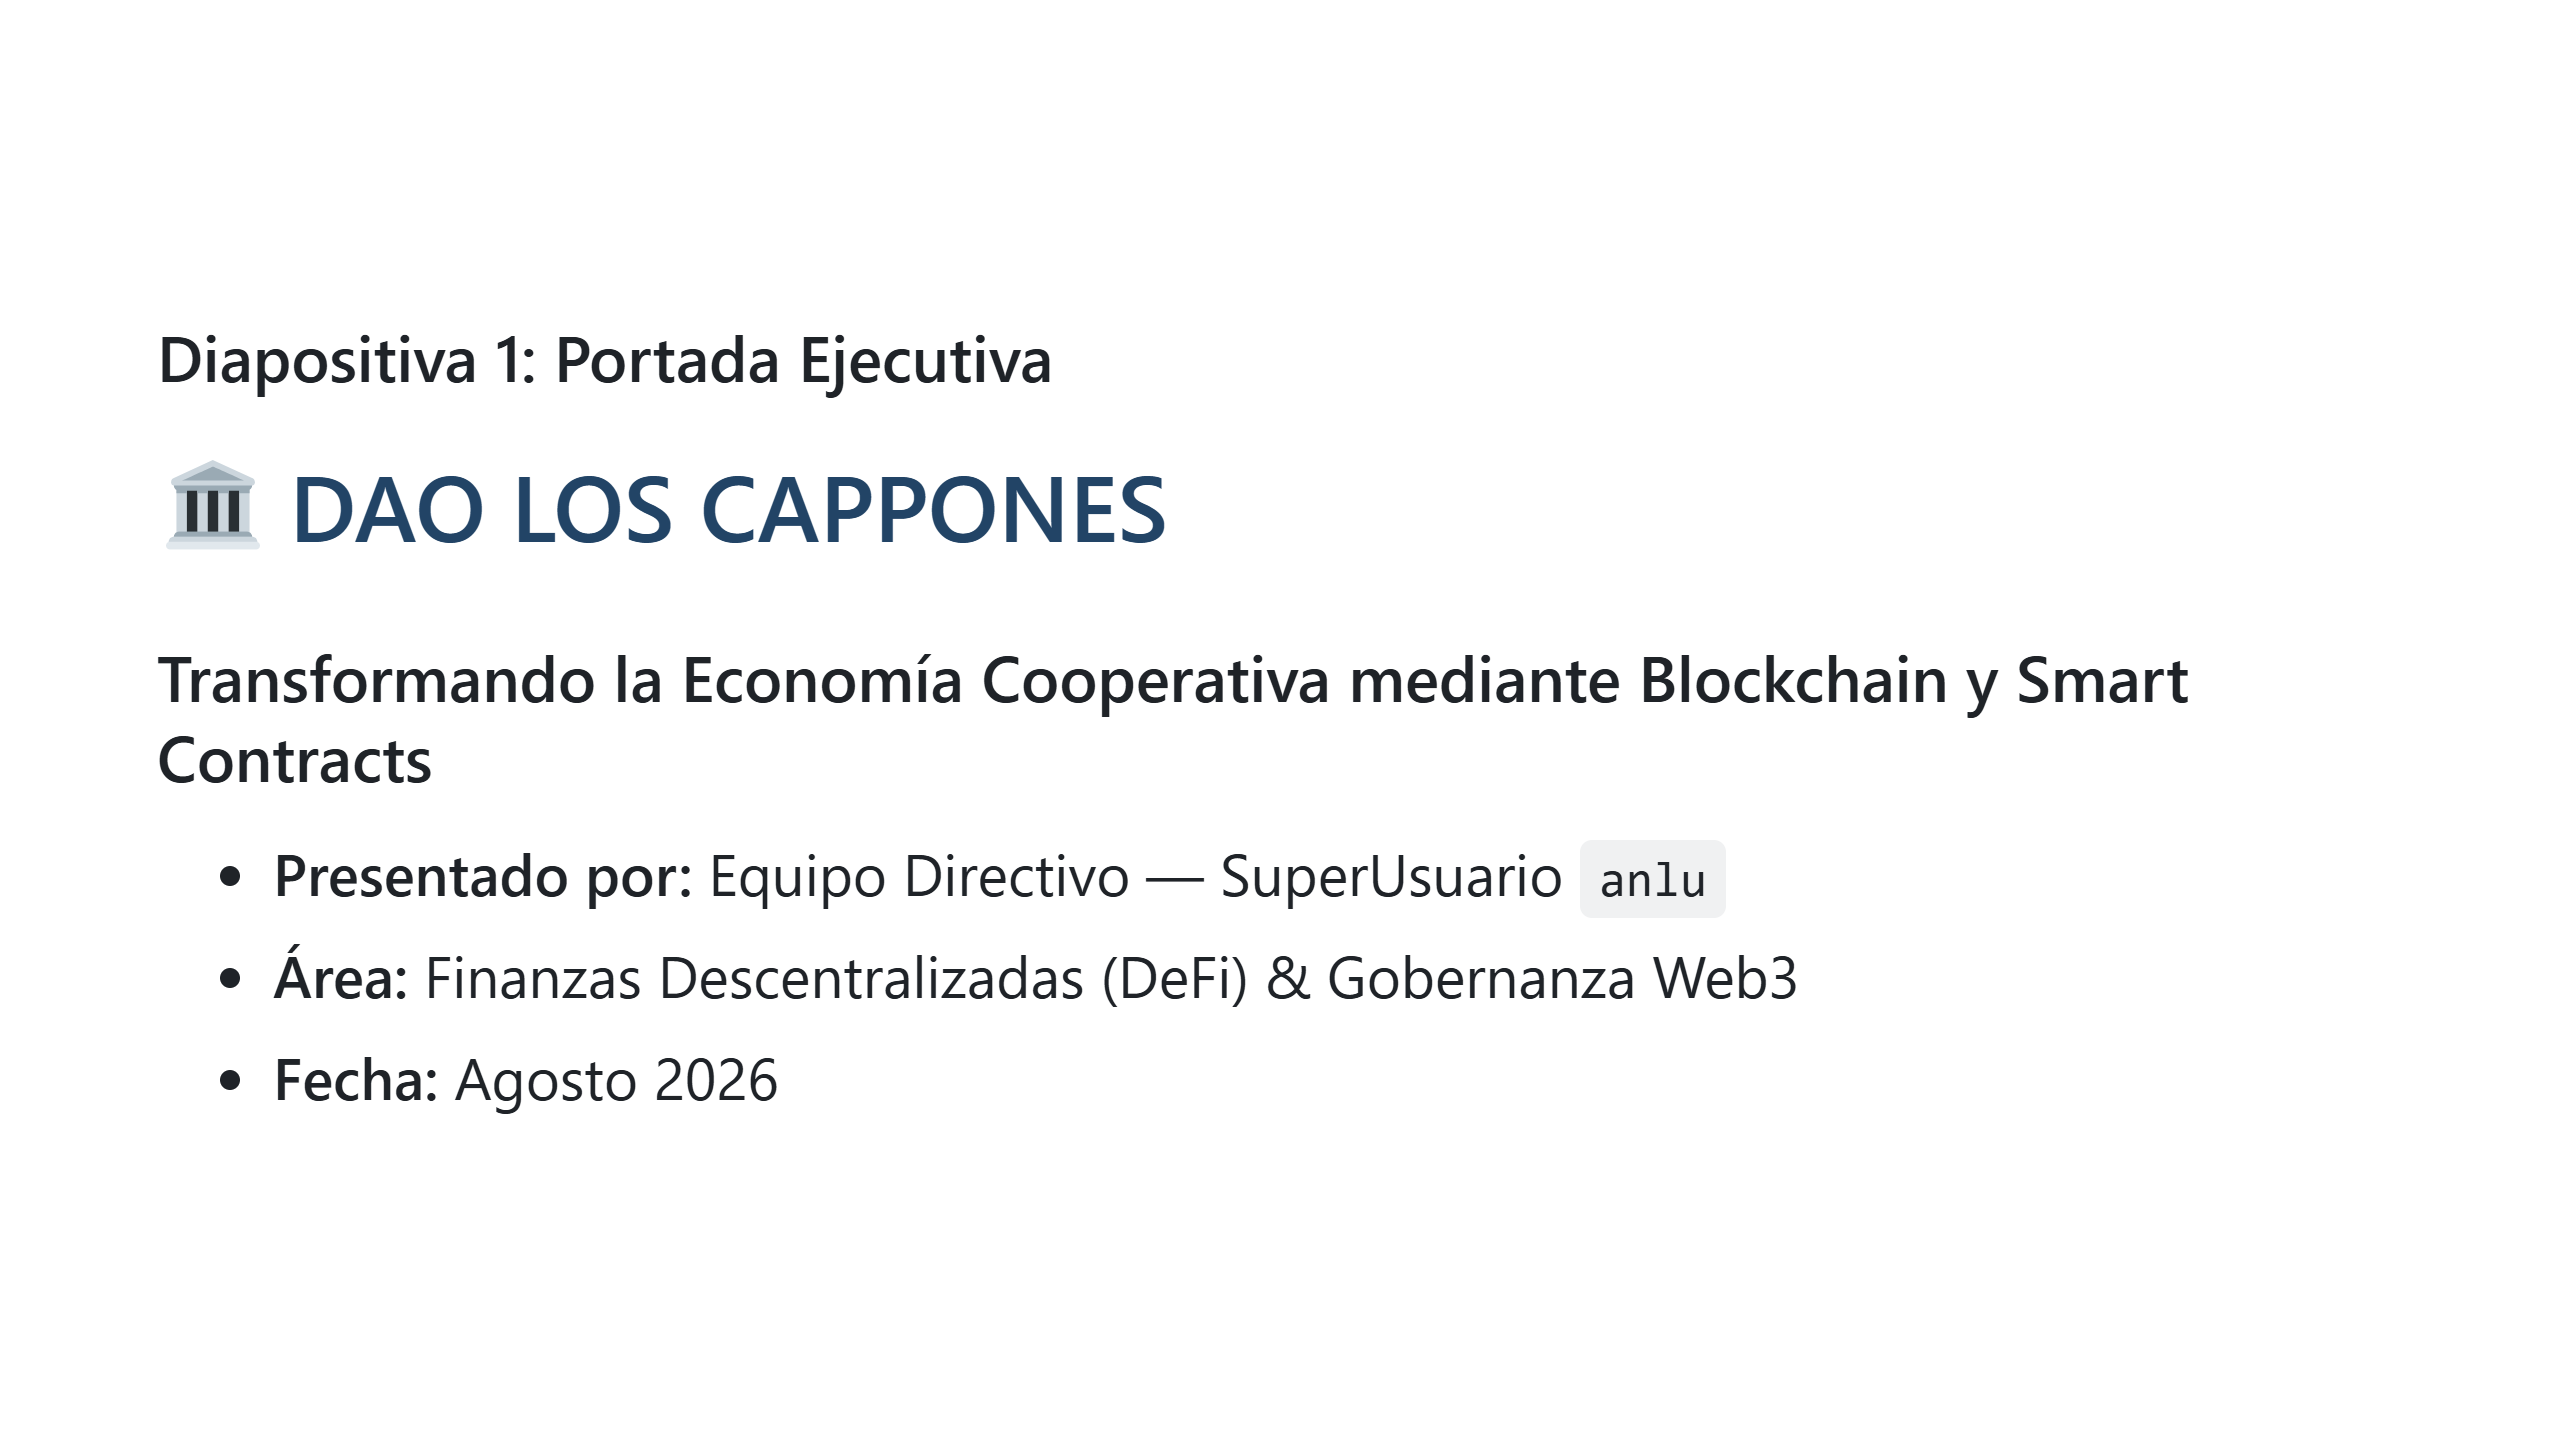 Diapositiva 1: Portada Ejecutiva
🏛️ DAO LOS CAPPONES
Transformando la Economía Cooperativa mediante Blockchain y Smart
Contracts
• Presentado por: Equipo Directivo — SuperUsuario anlu
• Área: Finanzas Descentralizadas (DeFi) & Gobernanza Web3
• Fecha: Agosto 2026